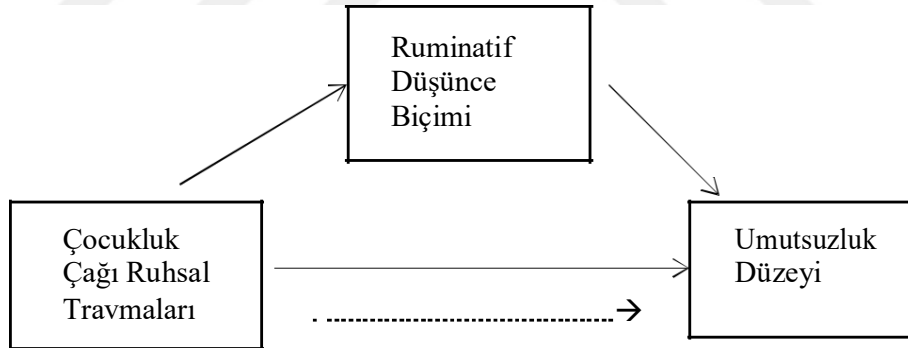 Ruminatif
Düşünce
Biçimi
Çocukluk
Çağı Ruhsal
Travmaları
Umutsuzluk
Düzeyi